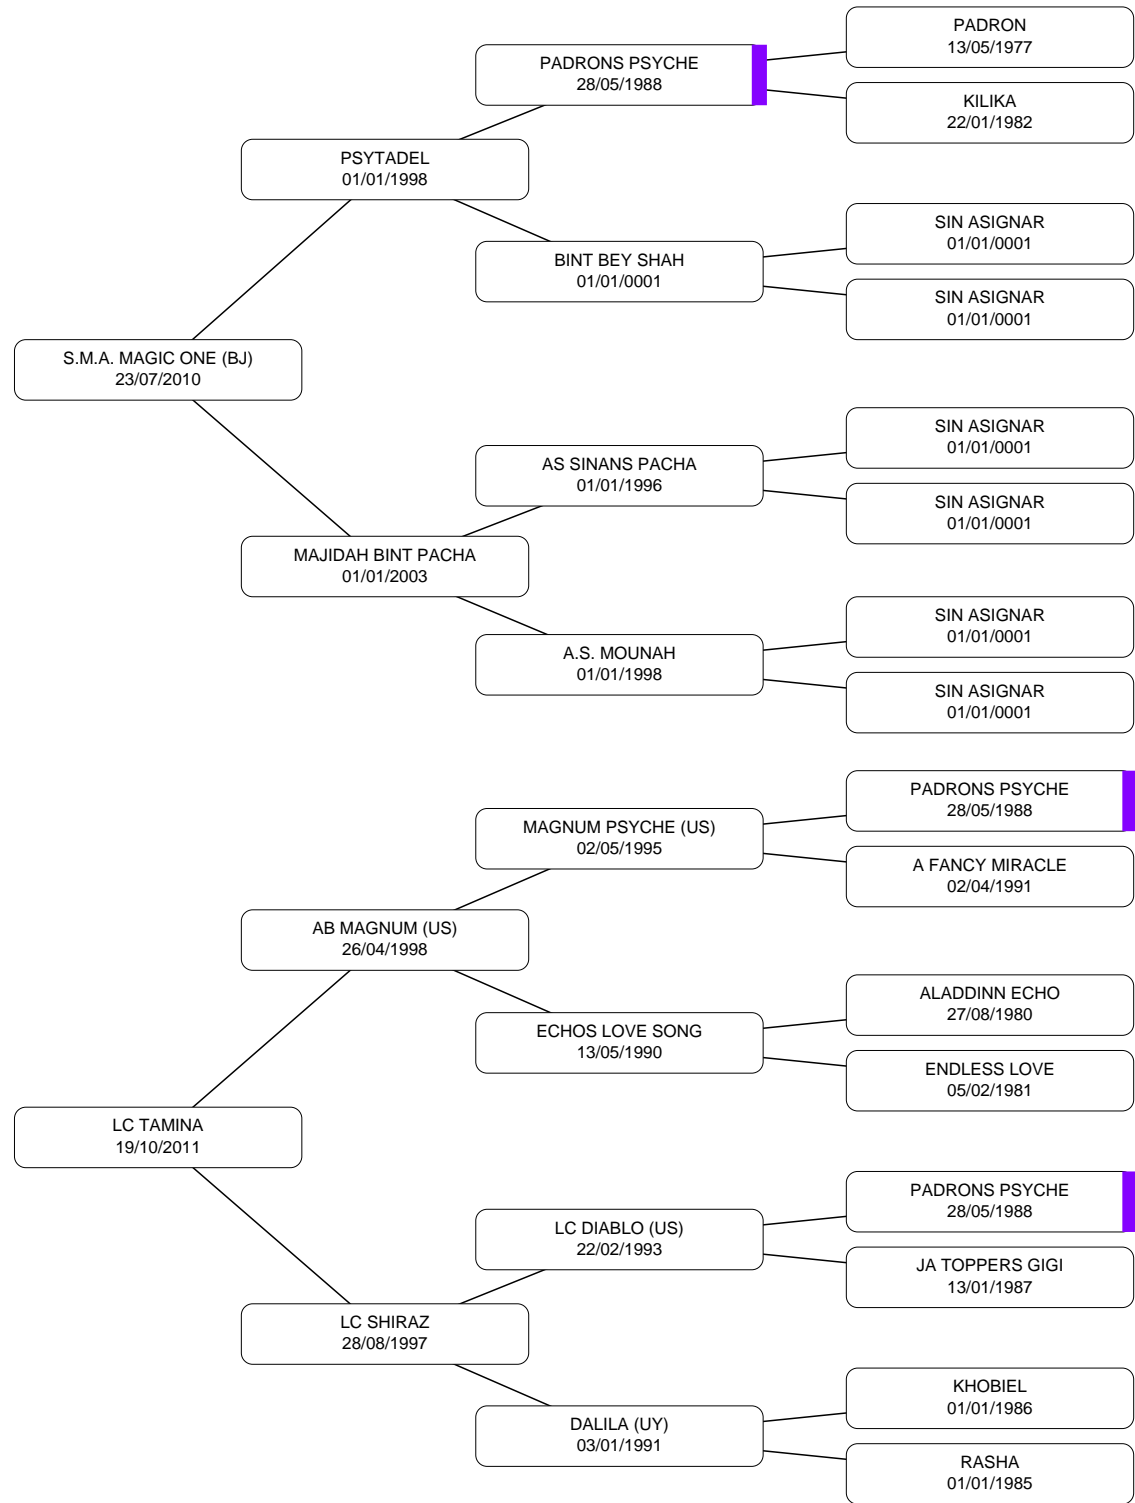 PADRON
13/05/1977
PADRONS PSYCHE
28/05/1988
KILIKA
22/01/1982
PSYTADEL
01/01/1998
SIN ASIGNAR
01/01/0001
BINT BEY SHAH
01/01/0001
SIN ASIGNAR
01/01/0001
S.M.A. MAGIC ONE (BJ)
23/07/2010
SIN ASIGNAR
01/01/0001
AS SINANS PACHA
01/01/1996
SIN ASIGNAR
01/01/0001
MAJIDAH BINT PACHA
01/01/2003
SIN ASIGNAR
01/01/0001
A.S. MOUNAH
01/01/1998
SIN ASIGNAR
01/01/0001
PADRONS PSYCHE
28/05/1988
MAGNUM PSYCHE (US)
02/05/1995
A FANCY MIRACLE
02/04/1991
AB MAGNUM (US)
26/04/1998
ALADDINN ECHO
27/08/1980
ECHOS LOVE SONG
13/05/1990
ENDLESS LOVE
05/02/1981
LC TAMINA
19/10/2011
PADRONS PSYCHE
28/05/1988
LC DIABLO (US)
22/02/1993
JA TOPPERS GIGI
13/01/1987
LC SHIRAZ
28/08/1997
KHOBIEL
01/01/1986
DALILA (UY)
03/01/1991
RASHA
01/01/1985